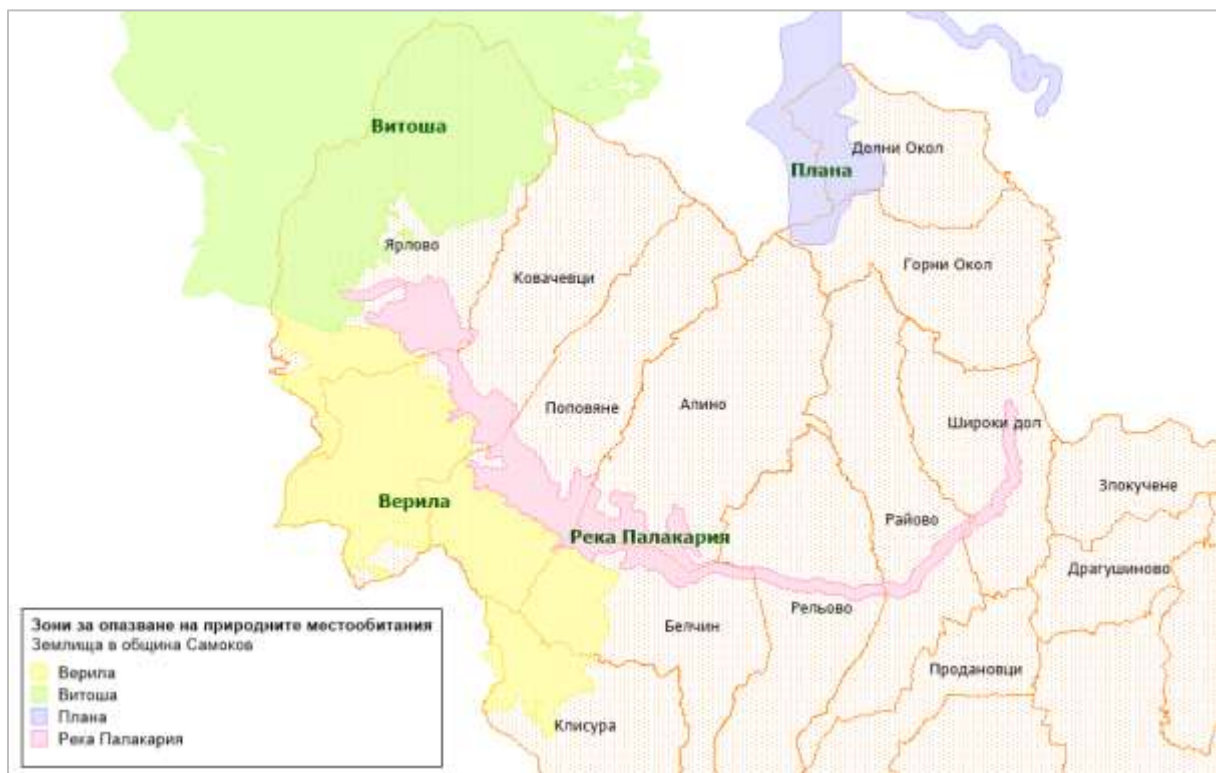 Витоша
Долни Окол
Плана
Ярлово
Горни Окол
Ковачевци
Поповяне
Алино
Широки дол
Злокучене
Верила
Райово
Река Палакария
Драгушиново
Рельово
Белчин
Продановци
Клисура
Зони за опазване на природните местообитания
Землища в община Самоков
Верила
Витоша
Плана
Река Палакария